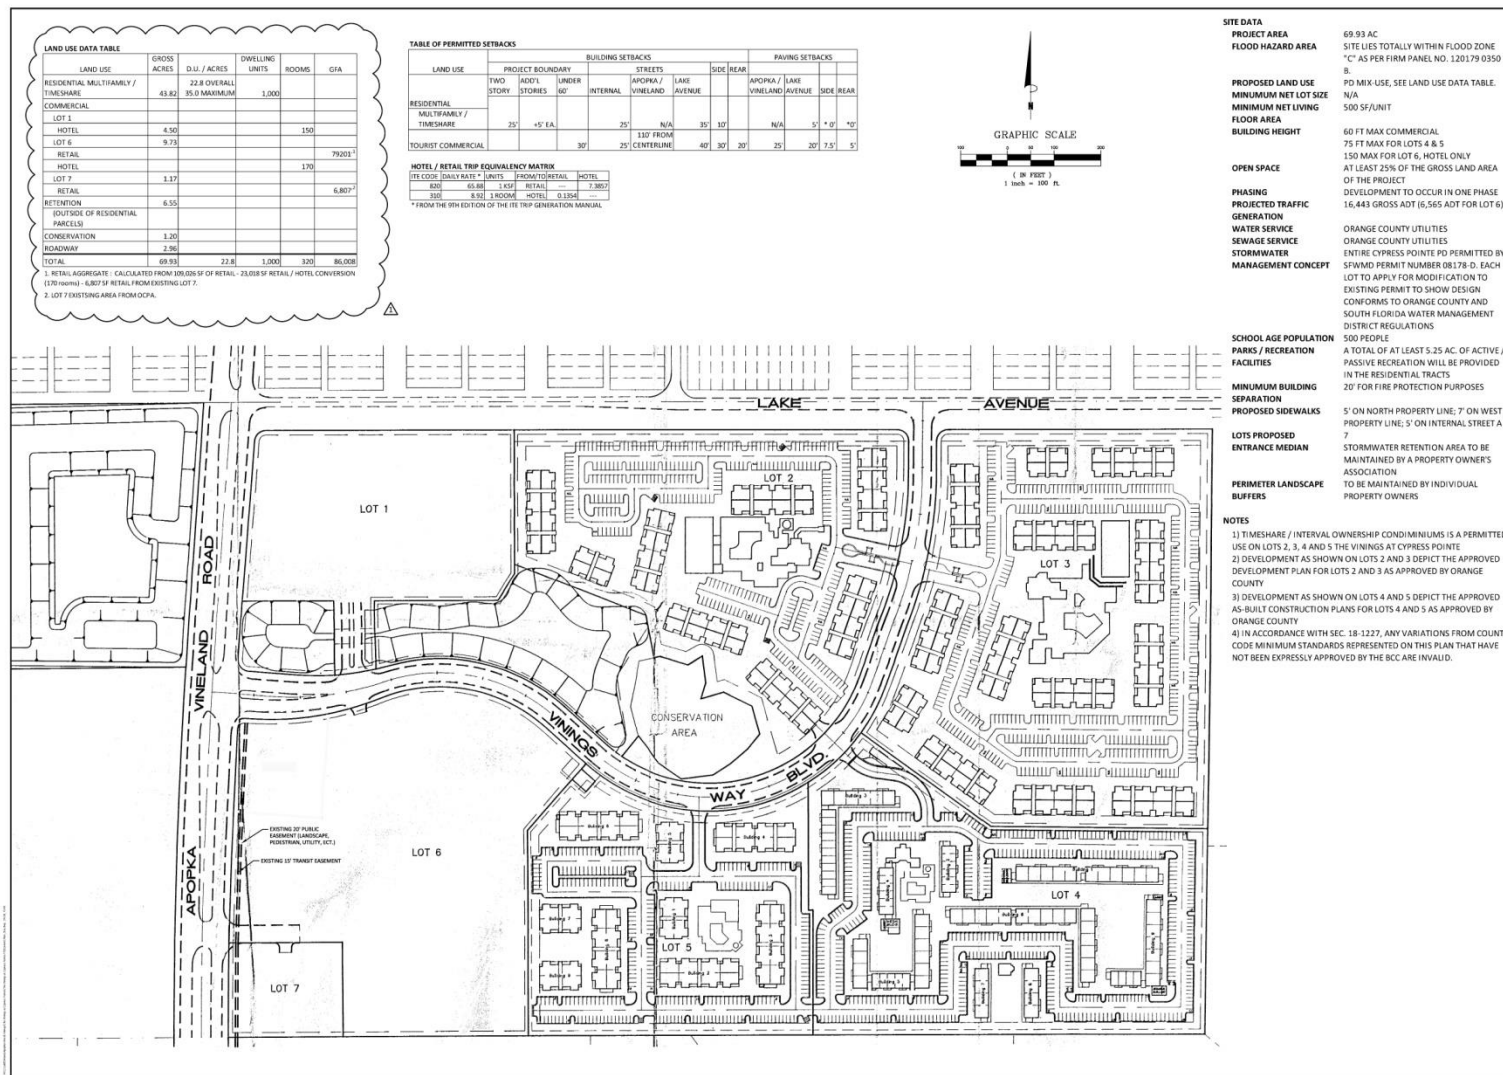 LAND USE DATA TABLE
LAND USE GROSS ACRES D.U. / ACRES DWELLING UNITS ROOMS GFA
RESIDENTIAL MULTIFAMILY / TIMESHARE 43.82 22.8 OVERALL 35.0 MAXIMUM 1,000
COMMERCIAL
LOT 1
HOTEL 4.50 150
LOT 6 9.73
RETAIL 79201 1
HOTEL 170
LOT 7 1.17
RETAIL 6,807 2
RETENTION 6.55
(OUTSIDE OF RESIDENTIAL
PARCELS)
CONSERVATION 1.20
ROADWAY 2.96
TOTAL 69.93 22.8 1,000 320 86,008
1. RETAIL AGGREGATE : CALCULATED FROM 109,026 SF OF RETAIL - 23,018 SF RETAIL / HOTEL CONVERSION
(170 rooms) - 6,807 SF RETAIL FROM EXISTING LOT 7.
2. LOT 7 EXISTSING AREA FROM OCPA.
TABLE OF PERMITTED SETBACKS
BUILDING SETBACKS PAVING SETBACKS
LAND USE PROJECT BOUNDARY STREETS SIDE REAR
TWO STORY ADD'L STORIES UNDER 60' INTERNAL APOPKA / VINELAND LAKE AVENUE APOPKA / VINELAND LAKE AVENUE SIDE REAR
RESIDENTIAL
MULTIFAMILY /
TIMESHARE 25' +5' EA. 25' N/A 35' 10' N/A 5' * 0' *0'
TOURIST COMMERCIAL 30' 25' 110' FROM CENTERLINE 40' 30' 20' 25' 20' 7.5' 5'
HOTEL / RETAIL TRIP EQUIVALENCY MATRIX
ITE CODE DAILY RATE * UNITS FROM/TO RETAIL HOTEL
820 65.88 1 KSF RETAIL --- 7.3857
310 8.92 1 ROOM HOTEL 0.1354 ---
* FROM THE 9TH EDITION OF THE ITE TRIP GENERATION MANUAL
N
GRAPHIC SCALE
( IN FEET )
1 inch = 100 ft.
SITE DATA
PROJECT AREA 69.93 AC
FLOOD HAZARD AREA SITE LIES TOTALLY WITHIN FLOOD ZONE
"C" AS PER FIRM PANEL NO. 120179 0350
B.
PROPOSED LAND USE PD MIX-USE, SEE LAND USE DATA TABLE.
MINUMUM NET LOT SIZE N/A
MINIMUM NET LIVING 500 SF/UNIT
FLOOR AREA
BUILDING HEIGHT 60 FT MAX COMMERCIAL
75 FT MAX FOR LOTS 4 & 5
150 MAX FOR LOT 6, HOTEL ONLY
OPEN SPACE AT LEAST 25% OF THE GROSS LAND AREA
OF THE PROJECT
PHASING DEVELOPMENT TO OCCUR IN ONE PHASE
PROJECTED TRAFFIC 16,443 GROSS ADT (6,565 ADT FOR LOT 6)
GENERATION
WATER SERVICE ORANGE COUNTY UTILITIES
SEWAGE SERVICE ORANGE COUNTY UTILITIES
STORMWATER ENTIRE CYPRESS POINTE PD PERMITTED BY
MANAGEMENT CONCEPT SFWMD PERMIT NUMBER 08178-D. EACH
LOT TO APPLY FOR MODIFICATION TO
EXISTING PERMIT TO SHOW DESIGN
CONFORMS TO ORANGE COUNTY AND
SOUTH FLORIDA WATER MANAGEMENT
DISTRICT REGULATIONS
SCHOOL AGE POPULATION 500 PEOPLE
PARKS / RECREATION A TOTAL OF AT LEAST 5.25 AC. OF ACTIVE /
FACILITIES PASSIVE RECREATION WILL BE PROVIDED
IN THE RESIDENTIAL TRACTS
MINUMUM BUILDING 20' FOR FIRE PROTECTION PURPOSES
SEPARATION
PROPOSED SIDEWALKS 5' ON NORTH PROPERTY LINE; 7' ON WEST
PROPERTY LINE; 5' ON INTERNAL STREET A
LOTS PROPOSED 7
ENTRANCE MEDIAN STORMWATER RETENTION AREA TO BE
MAINTAINED BY A PROPERTY OWNER'S
ASSOCIATION
PERIMETER LANDSCAPE TO BE MAINTAINED BY INDIVIDUAL
BUFFERS PROPERTY OWNERS
NOTES
1) TIMESHARE / INTERVAL OWNERSHIP CONDIMINIUMS IS A PERMITTED
USE ON LOTS 2, 3, 4 AND 5 THE VININGS AT CYPRESS POINTE
2) DEVELOPMENT AS SHOWN ON LOTS 2 AND 3 DEPICT THE APPROVED
DEVELOPMENT PLAN FOR LOTS 2 AND 3 AS APPROVED BY ORANGE
COUNTY
3) DEVELOPMENT AS SHOWN ON LOTS 4 AND 5 DEPICT THE APPROVED
AS-BUILT CONSTRUCTION PLANS FOR LOTS 4 AND 5 AS APPROVED BY
ORANGE COUNTY
4) IN ACCORDANCE WITH SEC. 18-1227, ANY VARIATIONS FROM COUNT
CODE MINIMUM STANDARDS REPRESENTED ON THIS PLAN THAT HAVE
NOT BEEN EXPRESSLY APPROVED BY THE BCC ARE INVALID.
LAKE AVENUE
APOPKA VINELAND ROAD
LOT 1
LOT 2
LOT 3
CONSERVATION
AREA
VININGS WAY BLVD.
EXISTING 20' PUBLIC
EASEMENT (LANDSCAPE,
PEDESTRIAN, UTILITY, ECT.)
EXISTING 15' TRANSIT EASEMENT
LOT 6
LOT 4
LOT 5
LOT 7
Building 7